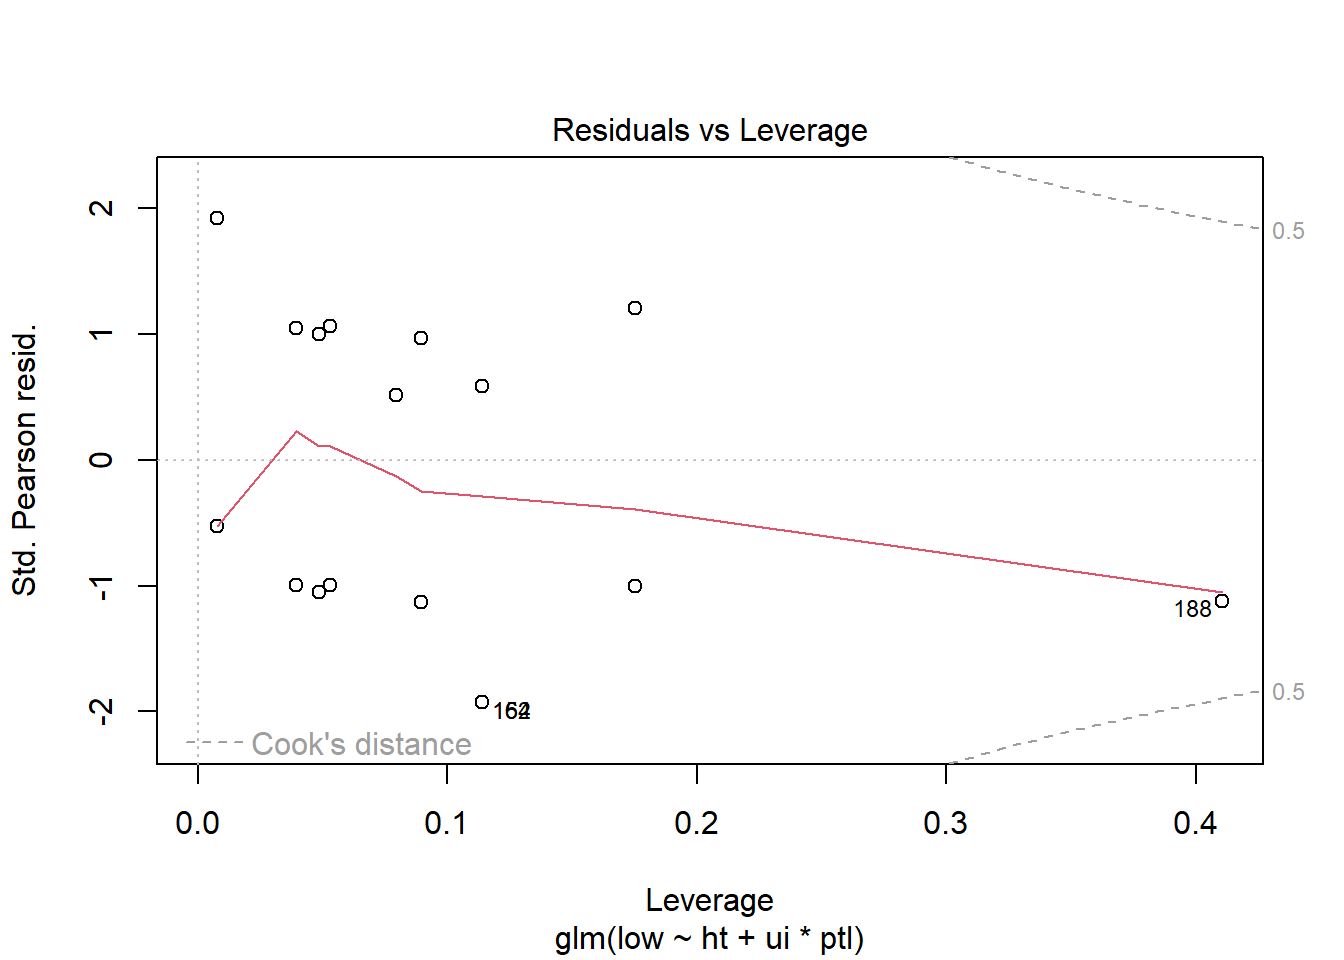 Residuals vs Leverage
Std. Pearson resid.
2
1
0
-1
-2
0.5
0.5
188
Cook's distance
0.0 0.1 0.2 0.3 0.4
Leverage
glm(low ~ ht + ui * ptl)